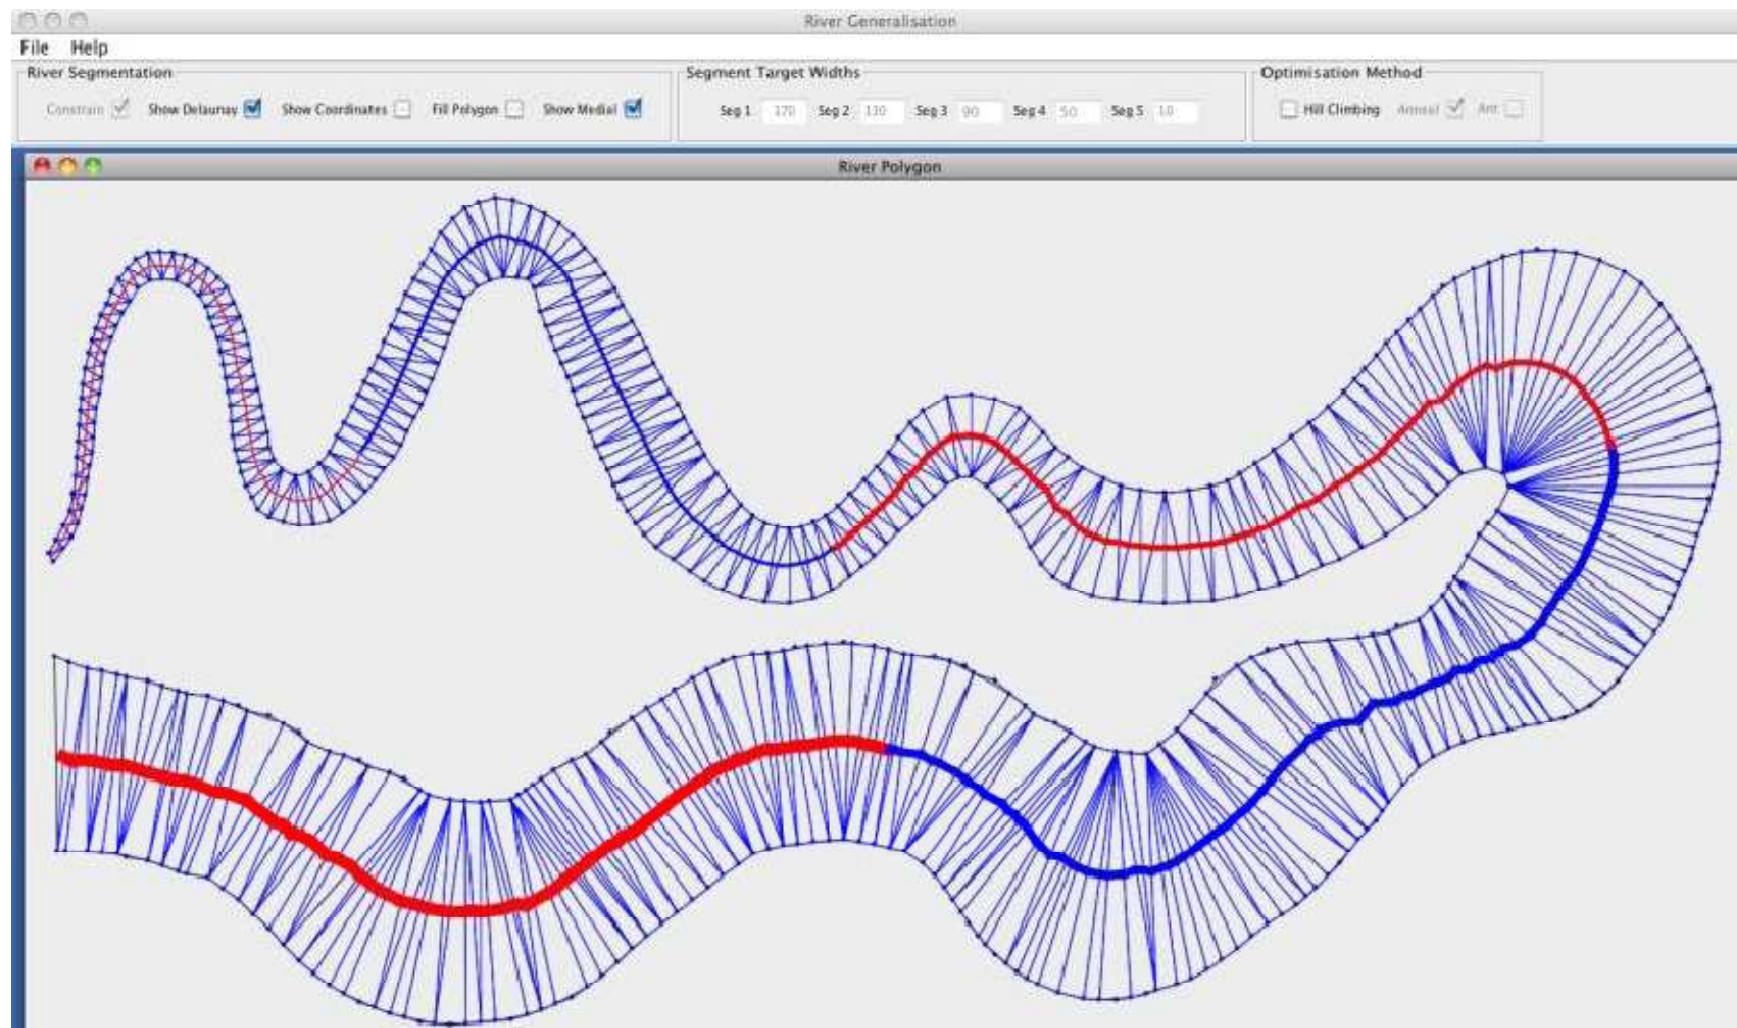 River Generalisation
File Help
River Segmentation Segment Target Widths Optimisation Method
Constrain Show Delaunay Show Coordinates Fill Polygon Show Medial Seg 1 170 Seg 2 130 Seg 3 90 Seg 4 50 Seg 5 10 Hill Climbing Anneal Ant
River Polygon